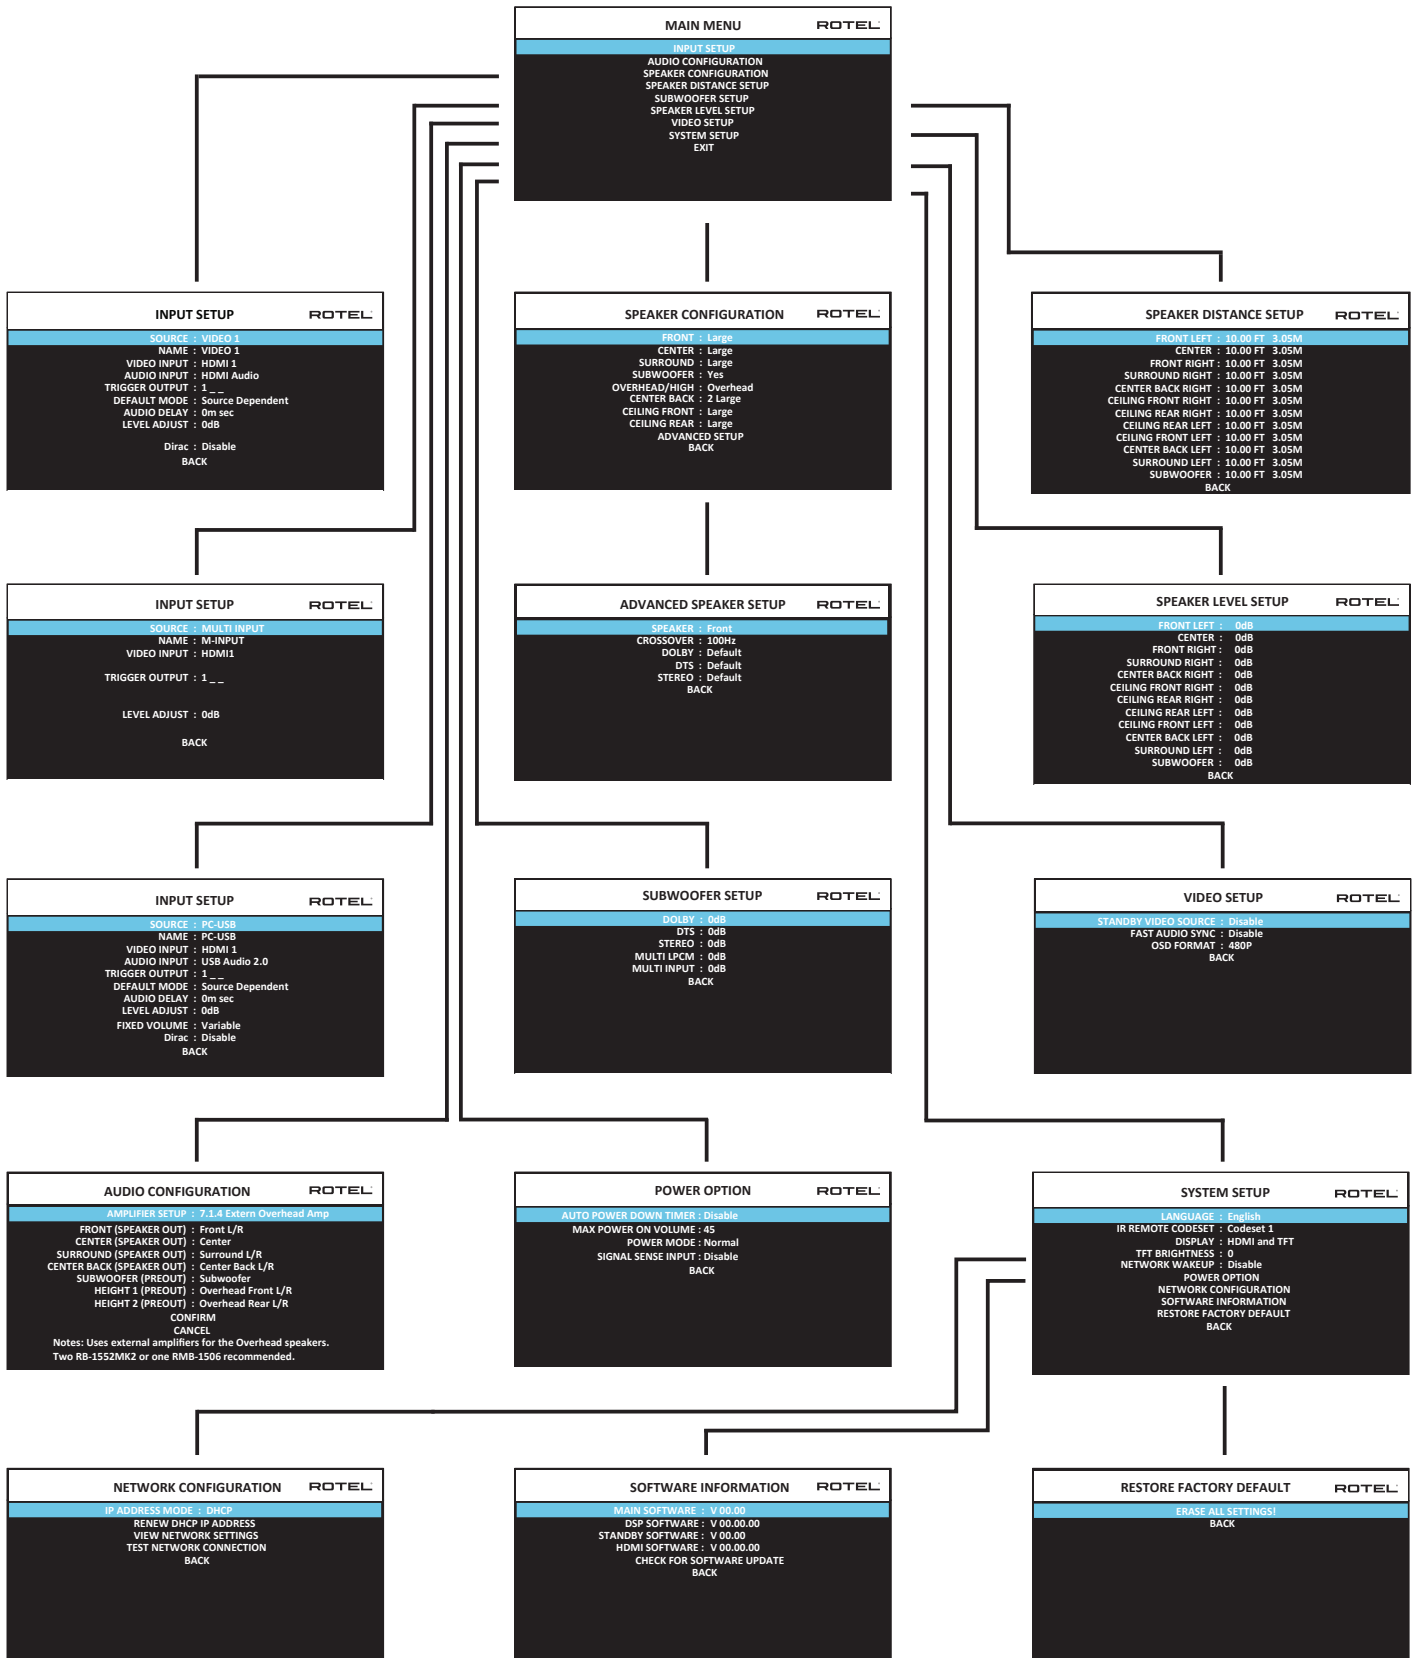 MAIN MENU ROTEL
INPUT SETUP
AUDIO CONFIGURATION
SPEAKER CONFIGURATION
SPEAKER DISTANCE SETUP
SUBWOOFER SETUP
SPEAKER LEVEL SETUP
VIDEO SETUP
SYSTEM SETUP
EXIT
INPUT SETUP ROTEL
SOURCE : VIDEO 1
NAME : VIDEO 1
VIDEO INPUT : HDMI 1
AUDIO INPUT : HDMI Audio
TRIGGER OUTPUT : 1 _ _
DEFAULT MODE : Source Dependent
AUDIO DELAY : 0m sec
LEVEL ADJUST : 0dB
Dirac : Disable
BACK
SPEAKER CONFIGURATION ROTEL
FRONT : Large
CENTER : Large
SURROUND : Large
SUBWOOFER : Yes
OVERHEAD/HIGH : Overhead
CENTER BACK : 2 Large
CEILING FRONT : Large
CEILING REAR : Large
ADVANCED SETUP
BACK
SPEAKER DISTANCE SETUP ROTEL
FRONT LEFT : 10.00 FT 3.05M
CENTER : 10.00 FT 3.05M
FRONT RIGHT : 10.00 FT 3.05M
SURROUND RIGHT : 10.00 FT 3.05M
CENTER BACK RIGHT : 10.00 FT 3.05M
CEILING FRONT RIGHT : 10.00 FT 3.05M
CEILING REAR RIGHT : 10.00 FT 3.05M
CEILING REAR LEFT : 10.00 FT 3.05M
CEILING FRONT LEFT : 10.00 FT 3.05M
CENTER BACK LEFT : 10.00 FT 3.05M
SURROUND LEFT : 10.00 FT 3.05M
SUBWOOFER : 10.00 FT 3.05M
BACK
INPUT SETUP ROTEL
SOURCE : MULTI INPUT
NAME : M-INPUT
VIDEO INPUT : HDMI1
TRIGGER OUTPUT : 1 _ _
LEVEL ADJUST : 0dB
BACK
ADVANCED SPEAKER SETUP ROTEL
SPEAKER : Front
CROSSOVER : 100Hz
DOLBY : Default
DTS : Default
STEREO : Default
BACK
SPEAKER LEVEL SETUP ROTEL
FRONT LEFT : 0dB
CENTER : 0dB
FRONT RIGHT : 0dB
SURROUND RIGHT : 0dB
CENTER BACK RIGHT : 0dB
CEILING FRONT RIGHT : 0dB
CEILING REAR RIGHT : 0dB
CEILING REAR LEFT : 0dB
CEILING FRONT LEFT : 0dB
CENTER BACK LEFT : 0dB
SURROUND LEFT : 0dB
SUBWOOFER : 0dB
BACK
INPUT SETUP ROTEL
SOURCE : PC-USB
NAME : PC-USB
VIDEO INPUT : HDMI 1
AUDIO INPUT : USB Audio 2.0
TRIGGER OUTPUT : 1 _ _
DEFAULT MODE : Source Dependent
AUDIO DELAY : 0m sec
LEVEL ADJUST : 0dB
FIXED VOLUME : Variable
Dirac : Disable
BACK
SUBWOOFER SETUP ROTEL
DOLBY : 0dB
DTS : 0dB
STEREO : 0dB
MULTI LPCM : 0dB
MULTI INPUT : 0dB
BACK
VIDEO SETUP ROTEL
STANDBY VIDEO SOURCE : Disable
FAST AUDIO SYNC : Disable
OSD FORMAT : 480P
BACK
AUDIO CONFIGURATION ROTEL
AMPLIFIER SETUP : 7.1.4 Extern Overhead Amp
FRONT (SPEAKER OUT) : Front L/R
CENTER (SPEAKER OUT) : Center
SURROUND (SPEAKER OUT) : Surround L/R
CENTER BACK (SPEAKER OUT) : Center Back L/R
SUBWOOFER (PREOUT) : Subwoofer
HEIGHT 1 (PREOUT) : Overhead Front L/R
HEIGHT 2 (PREOUT) : Overhead Rear L/R
CONFIRM
CANCEL
Notes: Uses external amplifiers for the Overhead speakers.
Two RB-1552MK2 or one RMB-1506 recommended.
POWER OPTION ROTEL
AUTO POWER DOWN TIMER : Disable
MAX POWER ON VOLUME : 45
POWER MODE : Normal
SIGNAL SENSE INPUT : Disable
BACK
SYSTEM SETUP ROTEL
LANGUAGE : English
IR REMOTE CODESET : Codeset 1
DISPLAY : HDMI and TFT
TFT BRIGHTNESS : 0
NETWORK WAKEUP : Disable
POWER OPTION
NETWORK CONFIGURATION
SOFTWARE INFORMATION
RESTORE FACTORY DEFAULT
BACK
NETWORK CONFIGURATION ROTEL
IP ADDRESS MODE : DHCP
RENEW DHCP IP ADDRESS
VIEW NETWORK SETTINGS
TEST NETWORK CONNECTION
BACK
SOFTWARE INFORMATION ROTEL
MAIN SOFTWARE : V 00.00
DSP SOFTWARE : V 00.00.00
STANDBY SOFTWARE : V 00.00
HDMI SOFTWARE : V 00.00.00
CHECK FOR SOFTWARE UPDATE
BACK
RESTORE FACTORY DEFAULT ROTEL
ERASE ALL SETTINGS!
BACK